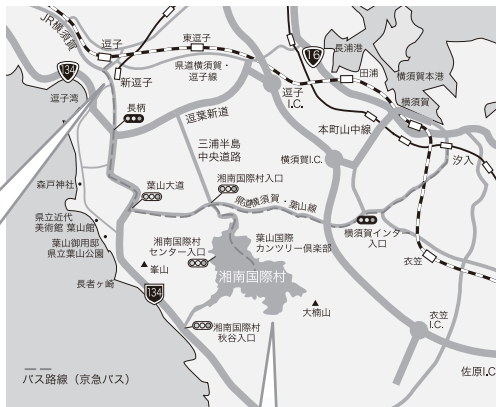 JR横須賀
逗子
東逗子
134
新逗子
県道横須賀・
逗子線
16
長浦港
田浦
横須賀本港
横須賀
逗子湾
長柄
逗葉新道
逗子
I.C.
本町山中線
汐入
三浦半島
中央道路
横須賀I.C.
森戸神社
葉山大道
湘南国際村入口
県道横須賀・葉山線
県立近代
美術館 葉山館
葉山御用邸
県立葉山公園
湘南国際村
センター入口
葉山国際
カンツリー倶楽部
横須賀インター
入口
衣笠
長者ヶ崎
峯山
湘南国際村
134
大楠山
湘南国際村
秋谷入口
衣笠
I.C.
佐原I.C
バス路線（京急バス）